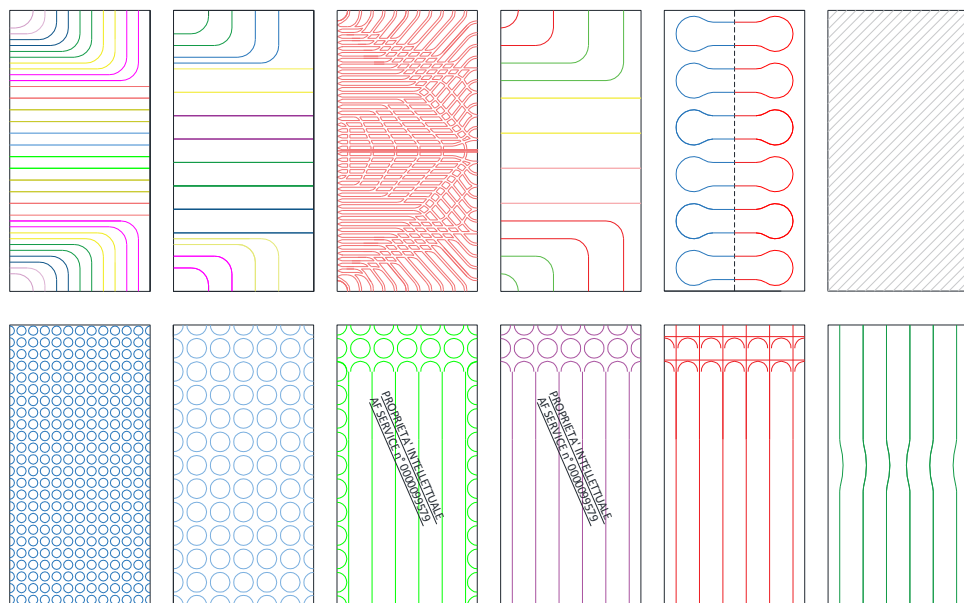 PROPRIETA' INTELLETTUALE
AF SERVICE n° 0000099579
PROPRIETA' INTELLETTUALE
AF SERVICE n° 0000099579